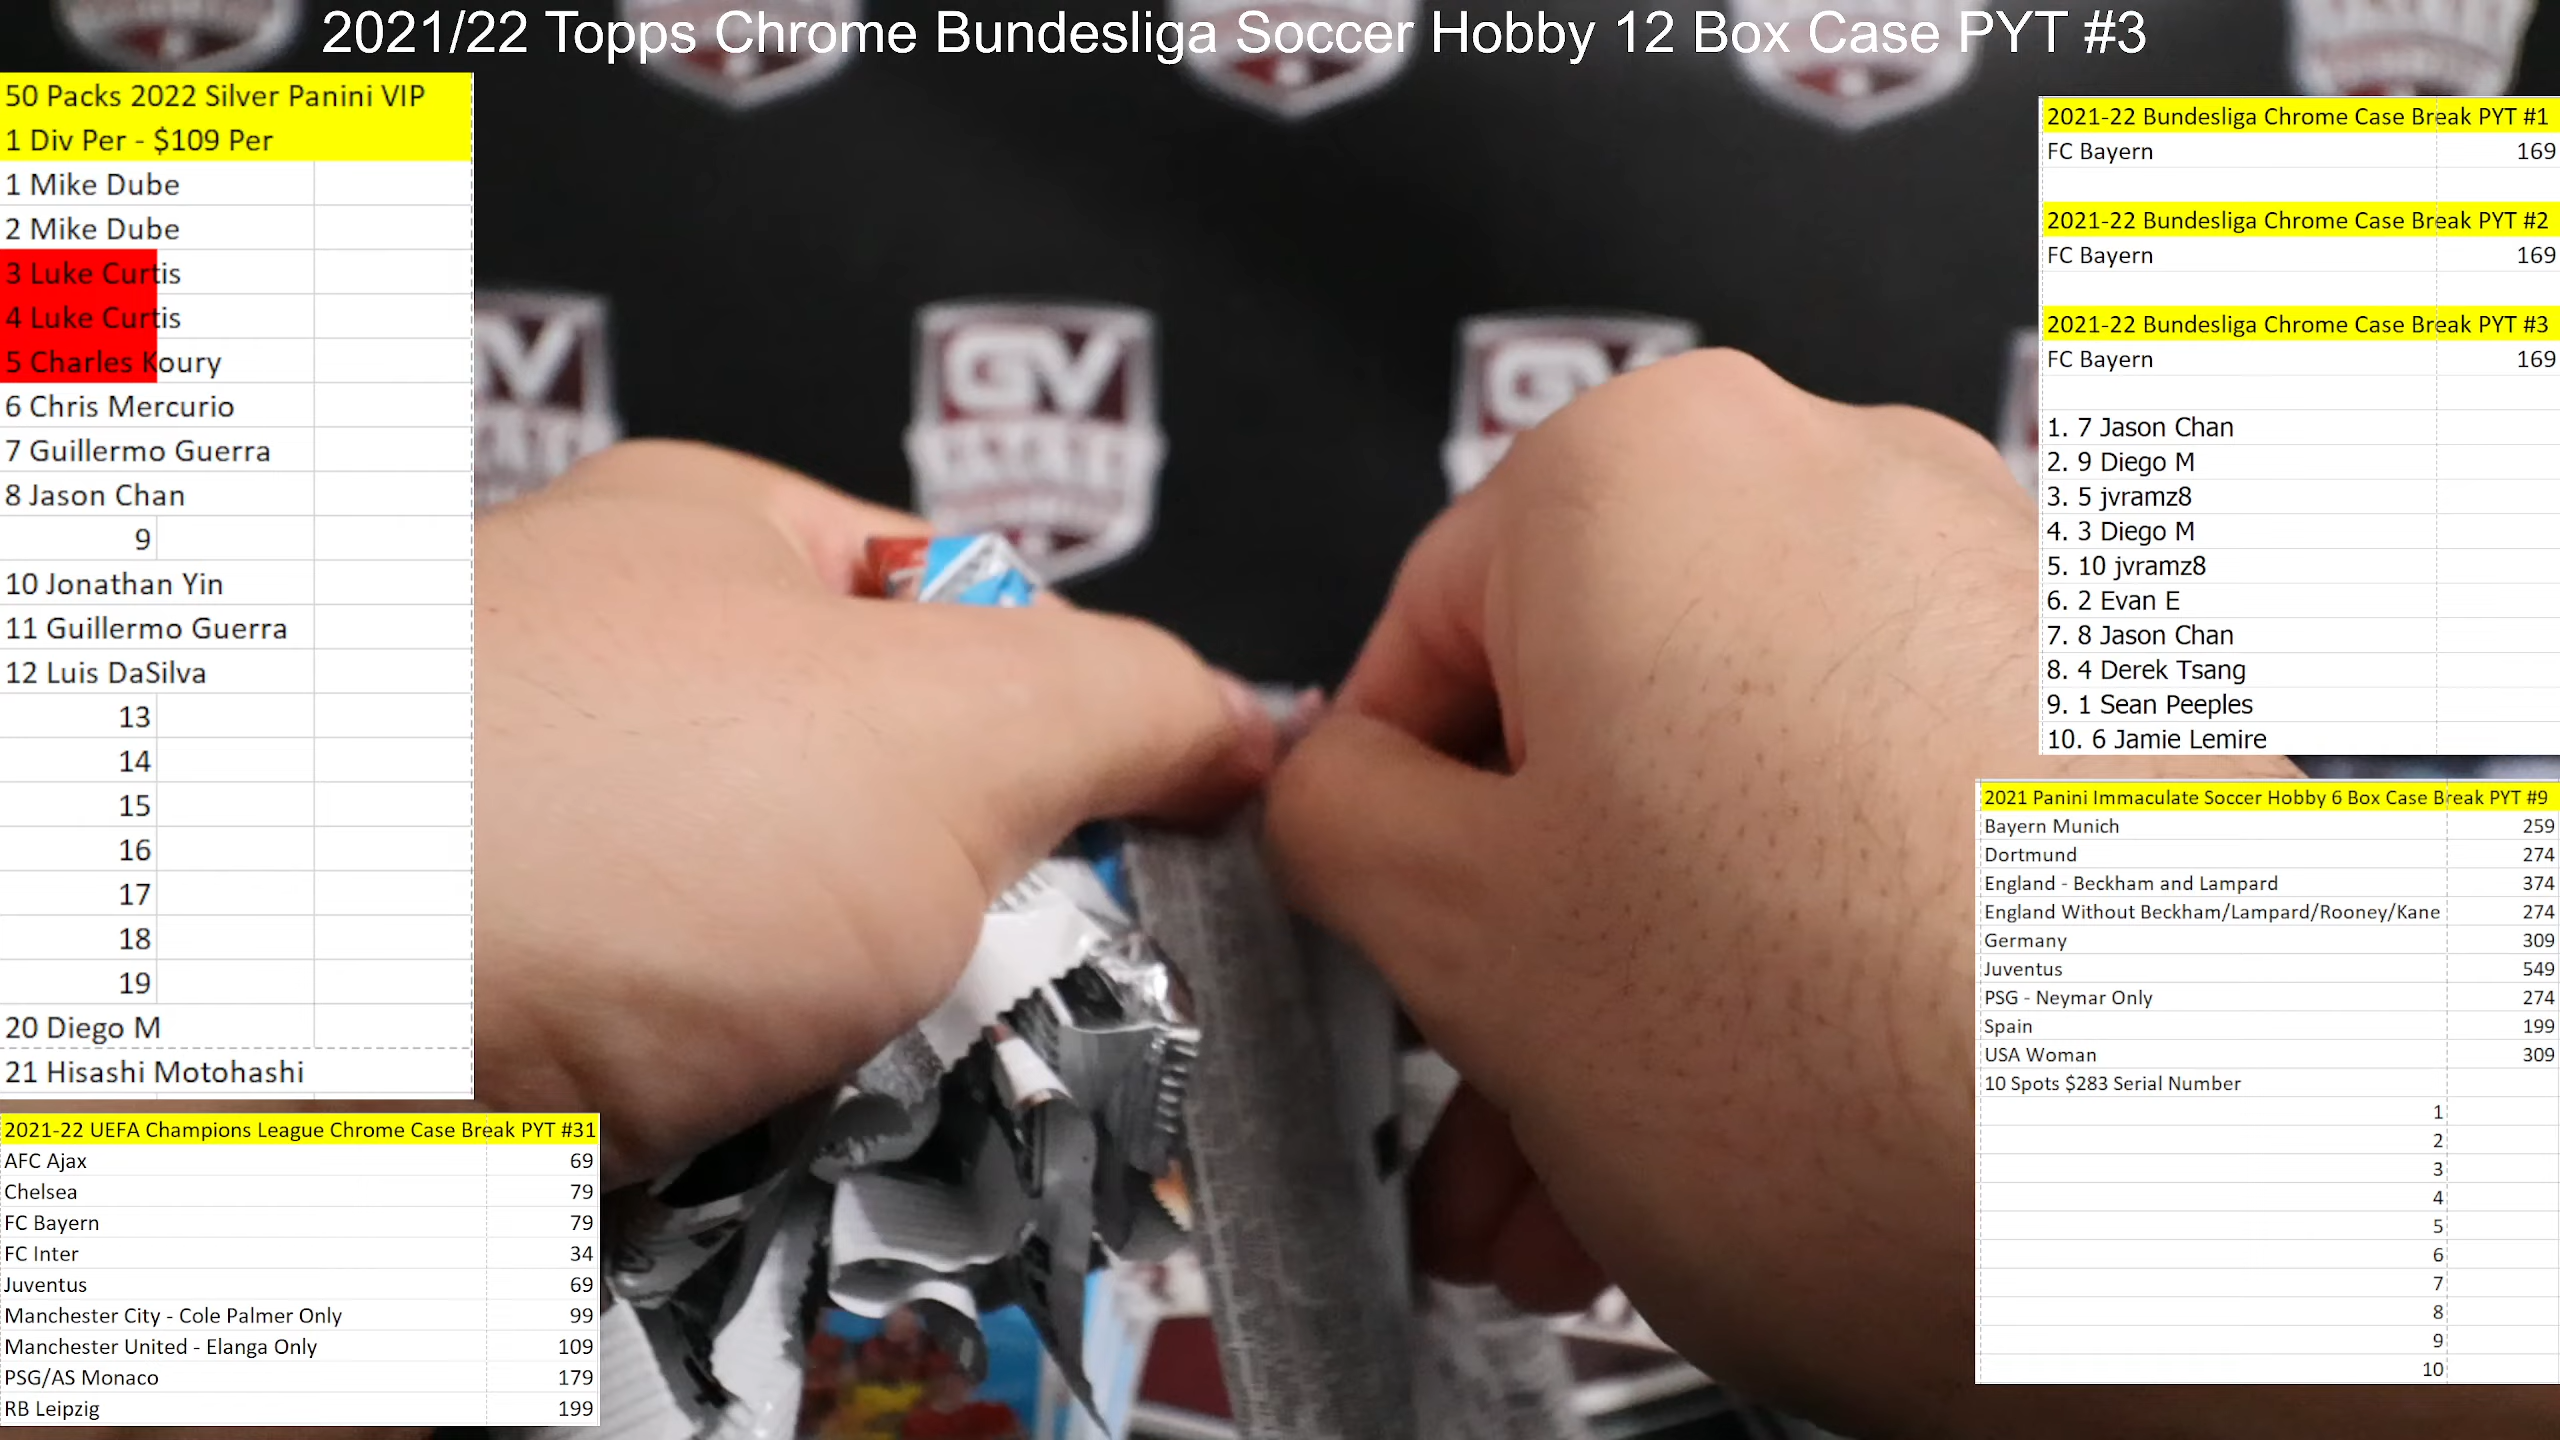 2021/22 Topps Chrome Bundesliga Soccer Hobby 12 Box Case PYT #3
50 Packs 2022 Silver Panini VIP
1 Div Per - $109 Per
1 Mike Dube
2 Mike Dube
3 Luke Curtis
4 Luke Curtis
5 Charles Koury
6 Chris Mercurio
7 Guillermo Guerra
8 Jason Chan
9
10 Jonathan Yin
11 Guillermo Guerra
12 Luis DaSilva
13
14
15
16
17
18
19
20 Diego M
21 Hisashi Motohashi
2021-22 UEFA Champions League Chrome Case Break PYT #31
AFC Ajax 69
Chelsea 79
FC Bayern 79
FC Inter 34
Juventus 69
Manchester City - Cole Palmer Only 99
Manchester United - Elanga Only 109
PSG/AS Monaco 179
RB Leipzig 199
GV
GV
2021-22 Bundesliga Chrome Case Break PYT #1
FC Bayern 169
2021-22 Bundesliga Chrome Case Break PYT #2
FC Bayern 169
2021-22 Bundesliga Chrome Case Break PYT #3
FC Bayern 169
1. 7 Jason Chan
2. 9 Diego M
3. 5 jvramz8
4. 3 Diego M
5. 10 jvramz8
6. 2 Evan E
7. 8 Jason Chan
8. 4 Derek Tsang
9. 1 Sean Peeples
10. 6 Jamie Lemire
2021 Panini Immaculate Soccer Hobby 6 Box Case Break PYT #9
Bayern Munich 259
Dortmund 274
England - Beckham and Lampard 374
England Without Beckham/Lampard/Rooney/Kane 274
Germany 309
Juventus 549
PSG - Neymar Only 274
Spain 199
USA Woman 309
10 Spots $283 Serial Number
1
2
3
4
5
6
7
8
9
10